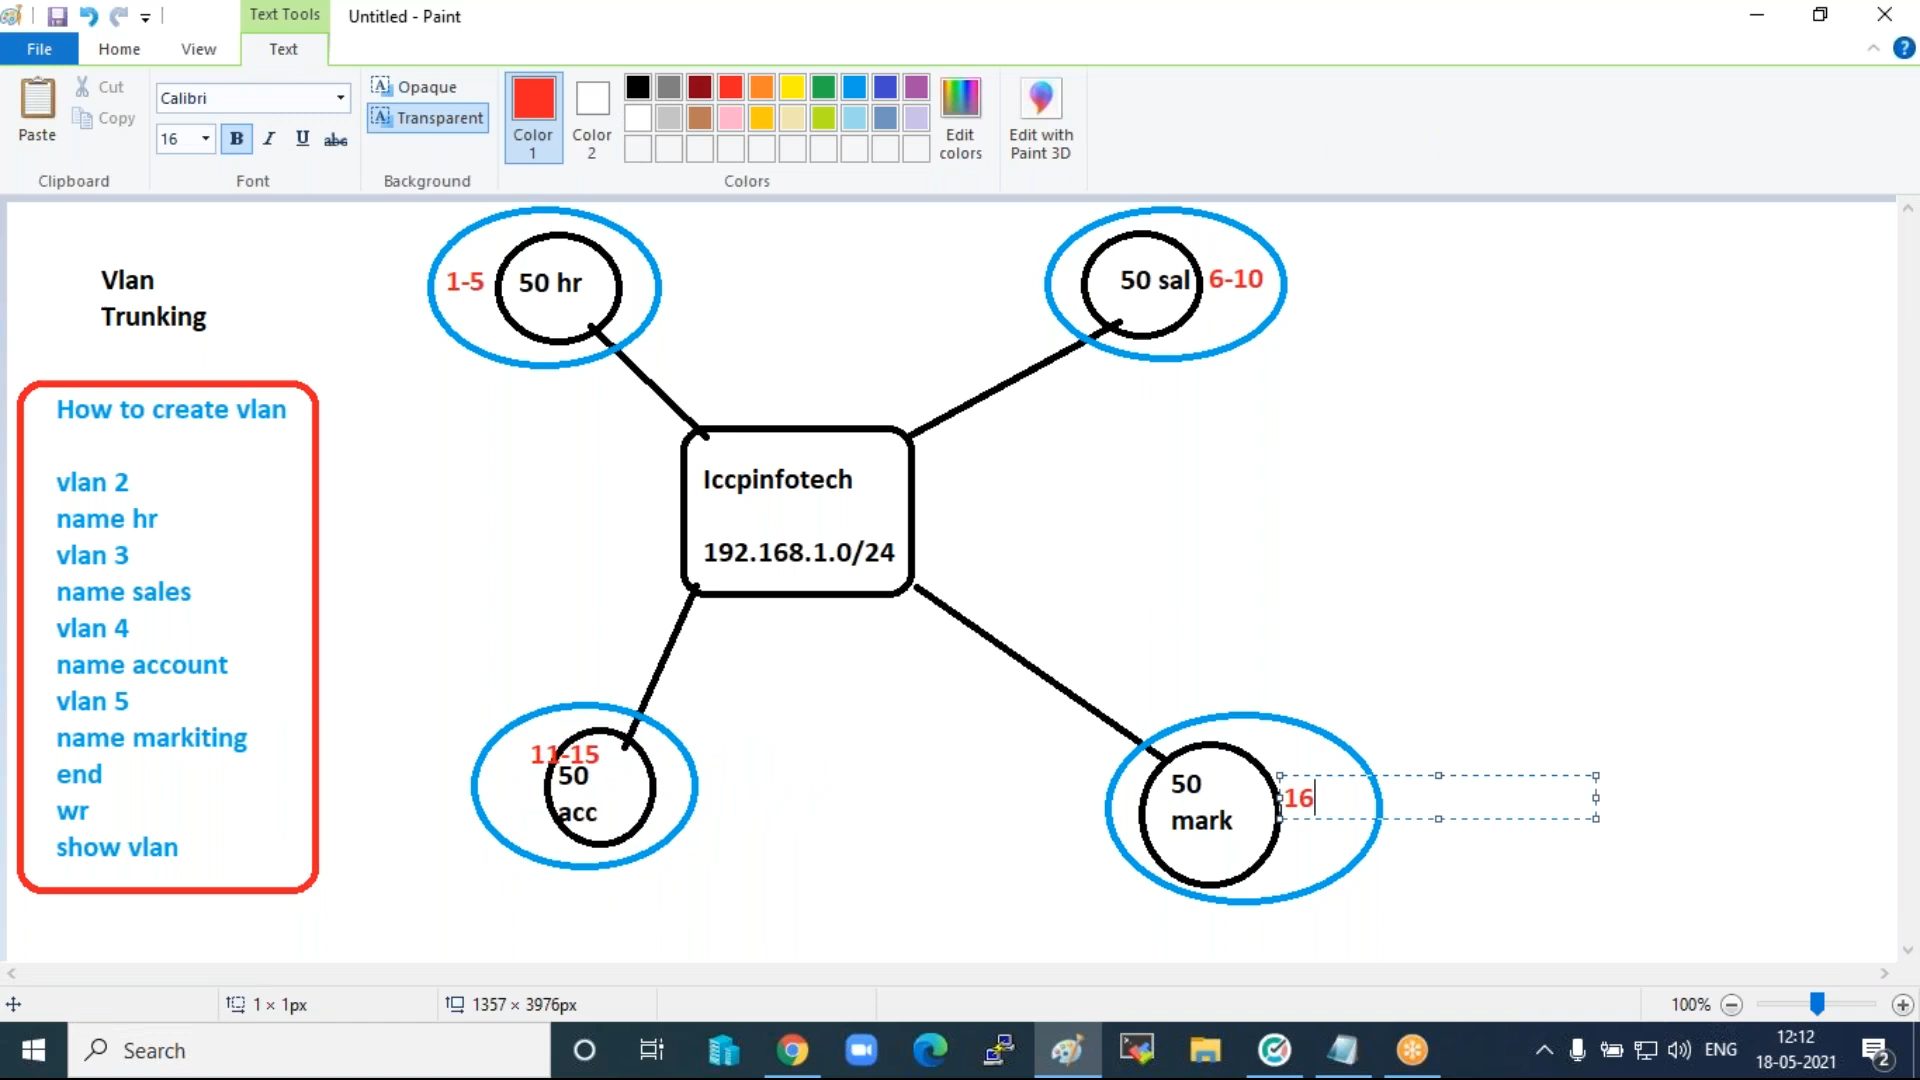 Text Tools
Untitled - Paint
File
Home
View
Text
Paste
Cut
Copy
Clipboard
Calibri
16
B
I
U
abc
Font
Opaque
Transparent
Background
Color 1
Color 2
Edit colors
Edit with Paint 3D
Colors
Vlan
Trunking
How to create vlan
vlan 2
name hr
vlan 3
name sales
vlan 4
name account
vlan 5
name markiting
end
wr
show vlan
1-5
50 hr
50 sal
6-10
Iccpinfotech
192.168.1.0/24
11-15
50
acc
50
mark
16
1 × 1px
1357 × 3976px
100%
Search
ENG
12:12
18-05-2021
2